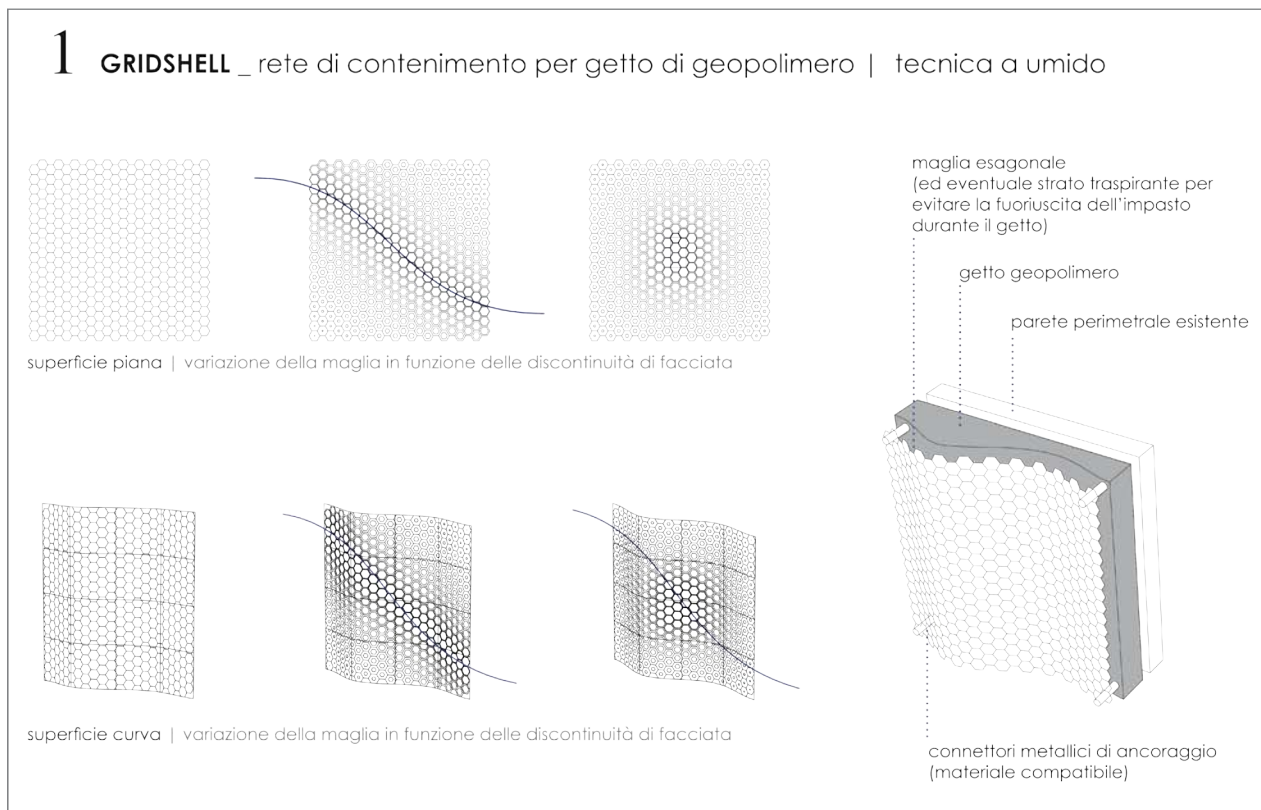 1 GRIDSHELL _ rete di contenimento per getto di geopolimero | tecnica a umido
maglia esagonale
(ed eventuale strato traspirante per
evitare la fuoriuscita dell'impasto
durante il getto)
getto geopolimero
parete perimetrale esistente
superficie piana | variazione della maglia in funzione delle discontinuità di facciata
superficie curva | variazione della maglia in funzione delle discontinuità di facciata
connettori metallici di ancoraggio
(materiale compatibile)